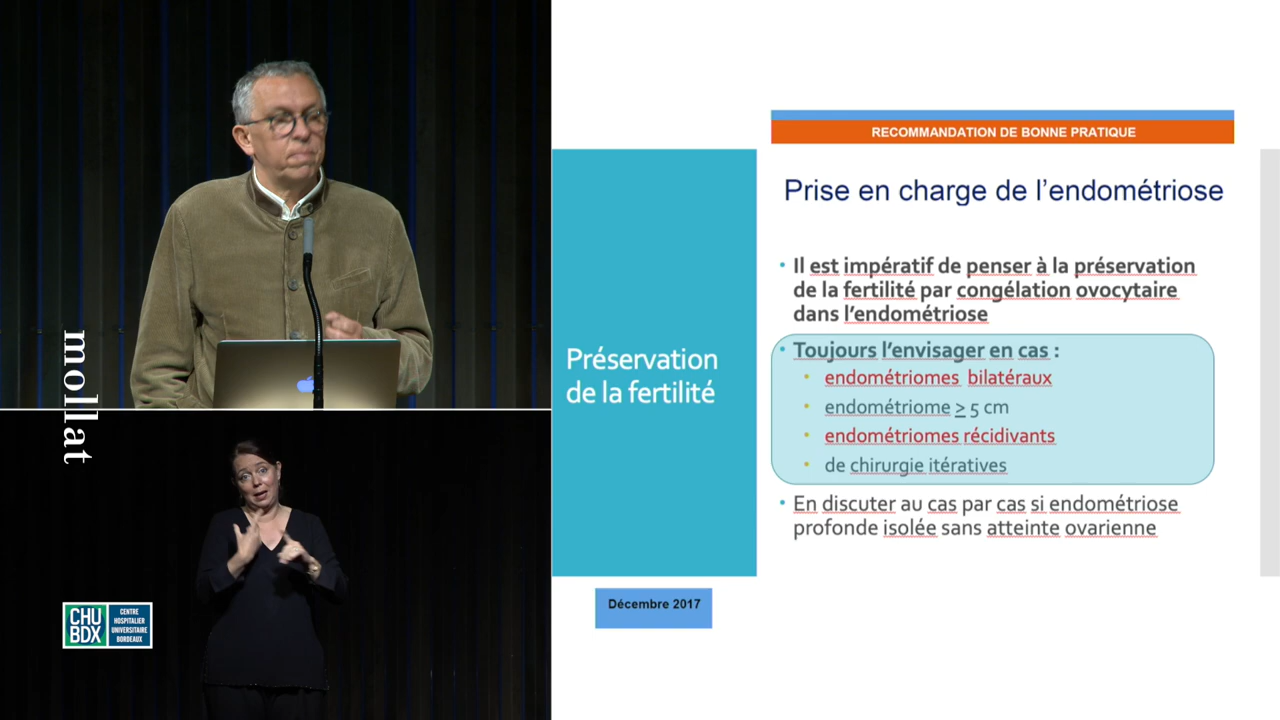 mollat
CHU
BDX
CENTRE
HOSPITALIER
UNIVERSITAIRE
BORDEAUX
RECOMMANDATION DE BONNE PRATIQUE
Prise en charge de l'endométriose
Préservation
de la fertilité
• Il est impératif de penser à la préservation
de la fertilité par congélation ovocytaire
dans l'endométriose
• Toujours l'envisager en cas :
• endométriomes bilatéraux
• endométriome ≥ 5 cm
• endométriomes récidivants
• de chirurgie itératives
• En discuter au cas par cas si endométriose
profonde isolée sans atteinte ovarienne
Décembre 2017